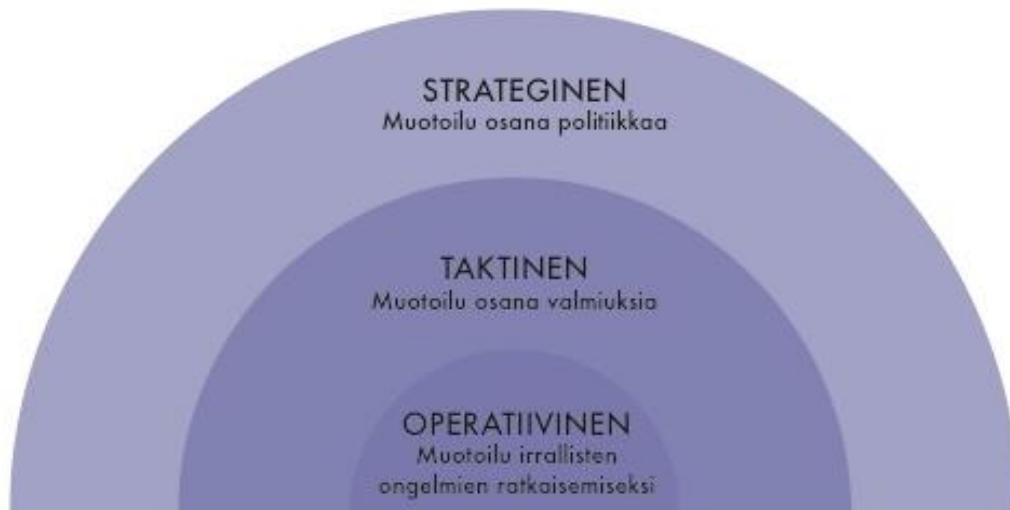 STRATEGINEN
Muotoilu osana politiikkaa
TAKTINEN
Muotoilu osana valmiuksia
OPERATIIVINEN
Muotoilu irrallisten
ongelmien ratkaisemiseksi